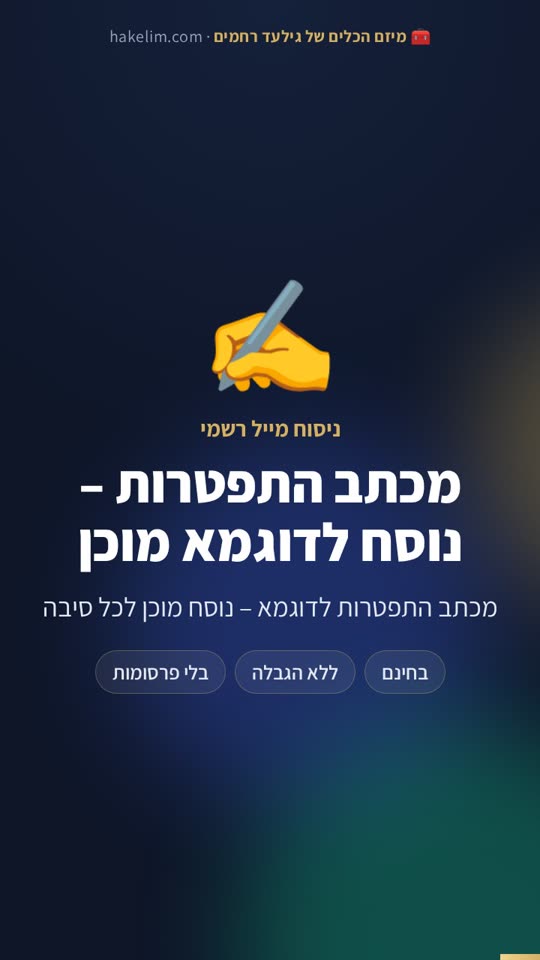 🧰 מיזם הכלים של גילעד רחמים · hakelim.com
ניסוח מייל רשמי
מכתב התפטרות –
נוסח לדוגמא מוכן
מכתב התפטרות לדוגמא – נוסח מוכן לכל סיבה
בחינם
ללא הגבלה
בלי פרסומות